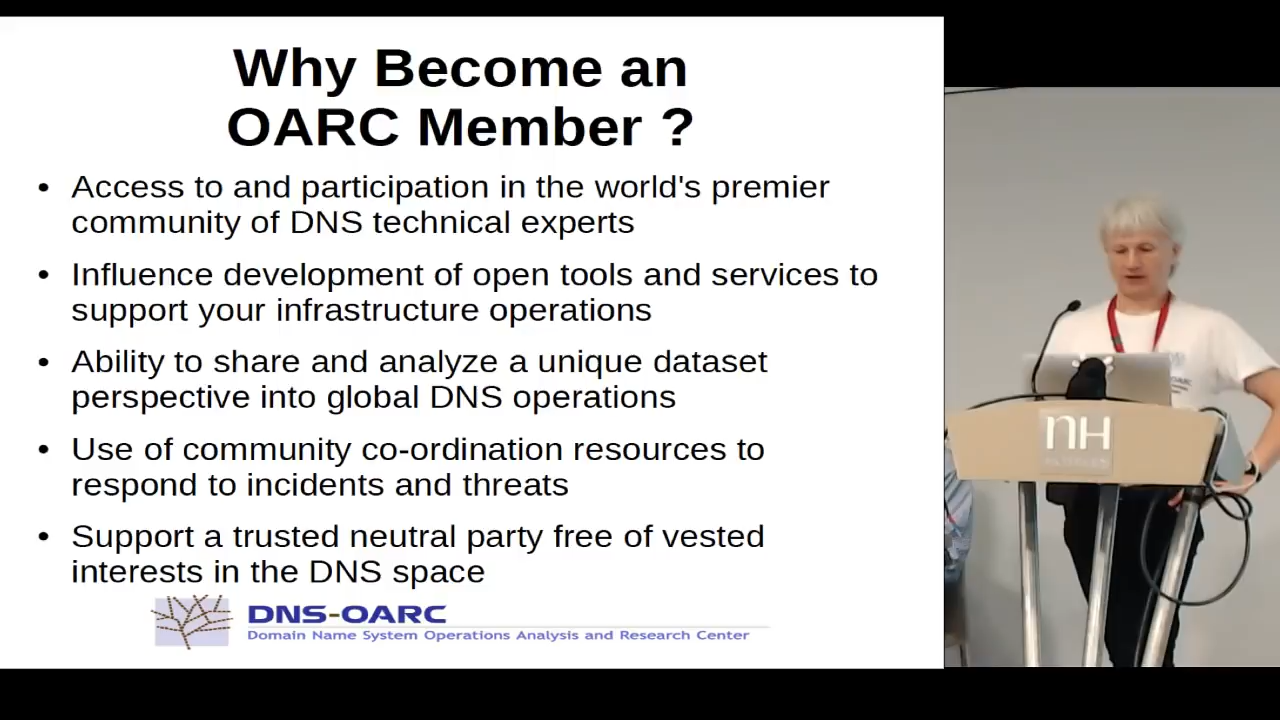 Why Become an
OARC Member ?
• Access to and participation in the world's premier
community of DNS technical experts
• Influence development of open tools and services to
support your infrastructure operations
• Ability to share and analyze a unique dataset
perspective into global DNS operations
• Use of community co-ordination resources to
respond to incidents and threats
• Support a trusted neutral party free of vested
interests in the DNS space
DNS-OARC
Domain Name System Operations Analysis and Research Center
nH